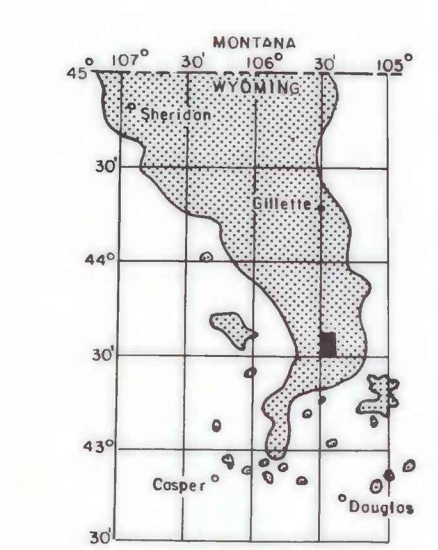 MONTANA
45° 107° 30' 106° 30' 105°
WYOMING
Sheridan
30'
Gillette
44°
30'
43°
Casper
Douglas
30'